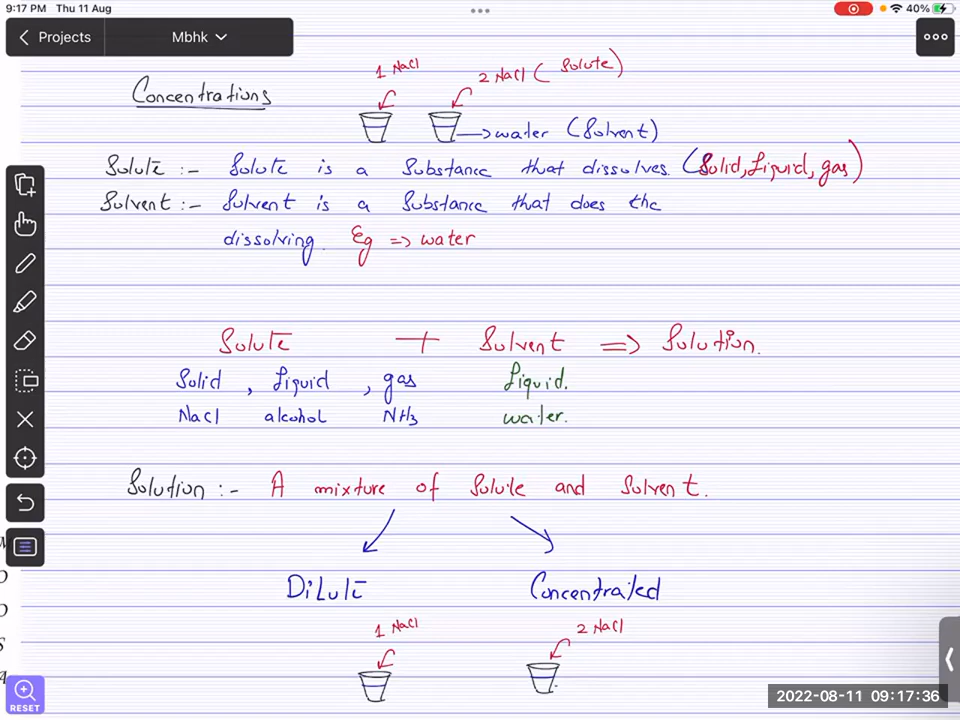 9:17 PM Thu 11 Aug
40%
Projects
Mbhk
1 NaCl
2 NaCl ( Solute)
Concentrations
→ water (Solvent)
Solute :- Solute is a Substance that dissolves. (Solid, Liquid, gas)
Solvent :- Solvent is a Substance that does the
dissolving. Eg => water
Solute + Solvent => Solution.
Solid , Liquid , gas Liquid.
NaCl alcohol NH3 water.
Solution :- A mixture of Solute and Solvent.
Dilute Concentrated
1 NaCl 2 NaCl
RESET
2022-08-11 09:17:36